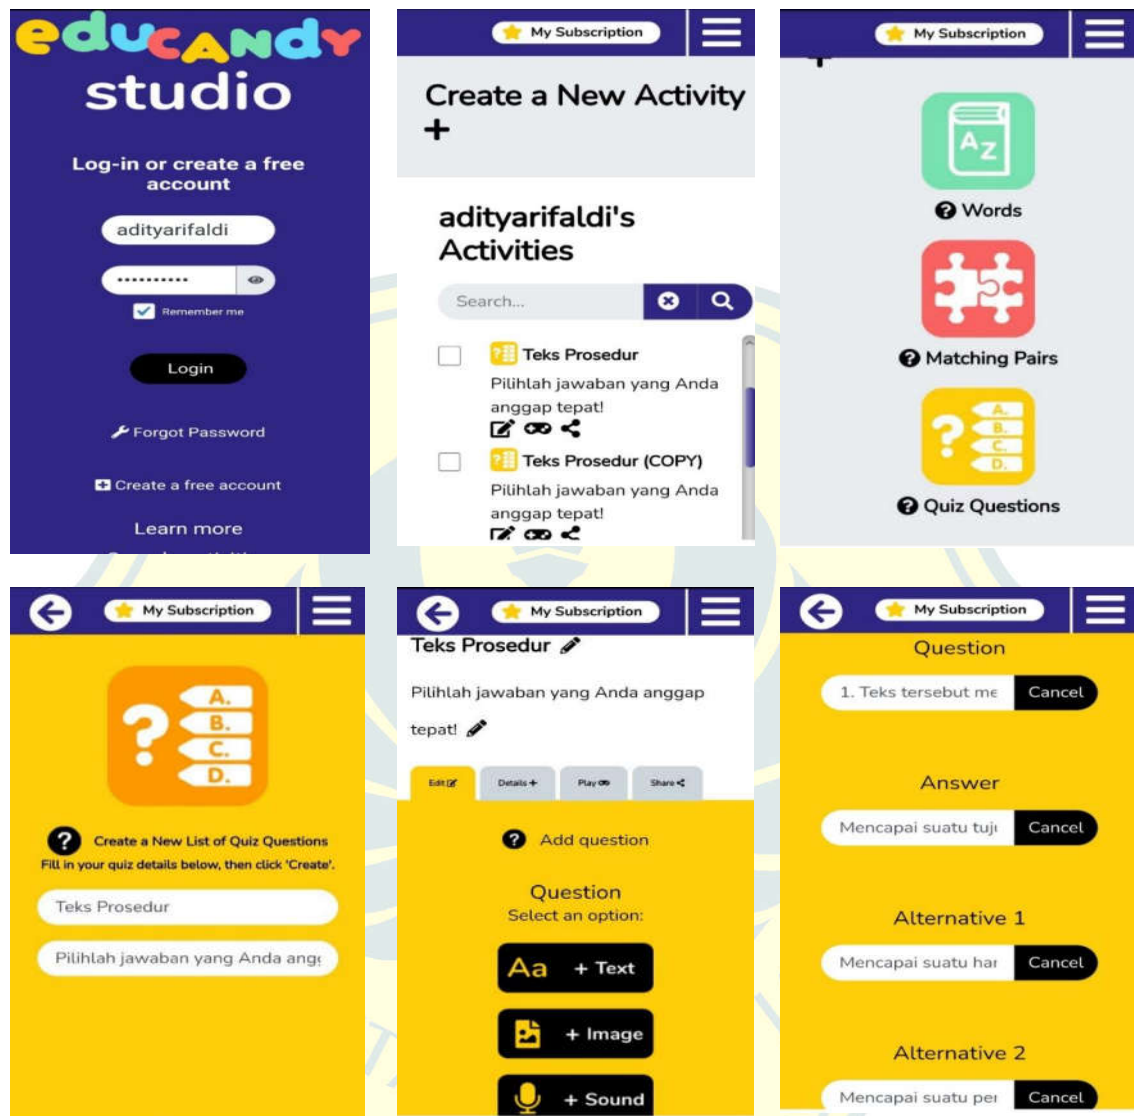 educandy
studio
Log-in or create a free
account
adityarifaldi
Remember me
Login
Forgot Password
Create a free account
Learn more
My Subscription
Create a New Activity
+
adityarifaldi's
Activities
Search...
Teks Prosedur
Pilihlah jawaban yang Anda
anggap tepat!
Teks Prosedur (COPY)
Pilihlah jawaban yang Anda
anggap tepat!
My Subscription
AZ
? Words
? Matching Pairs
? A.
B.
C.
D.
? Quiz Questions
My Subscription
? A.
B.
C.
D.
? Create a New List of Quiz Questions
Fill in your quiz details below, then click 'Create'.
Teks Prosedur
Pilihlah jawaban yang Anda angg
My Subscription
Teks Prosedur
Pilihlah jawaban yang Anda anggap
tepat!
Edit Details + Play Share
? Add question
Question
Select an option:
Aa + Text
+ Image
+ Sound
My Subscription
Question
1. Teks tersebut me Cancel
Answer
Mencapai suatu tuju Cancel
Alternative 1
Mencapai suatu har Cancel
Alternative 2
Mencapai suatu per Cancel